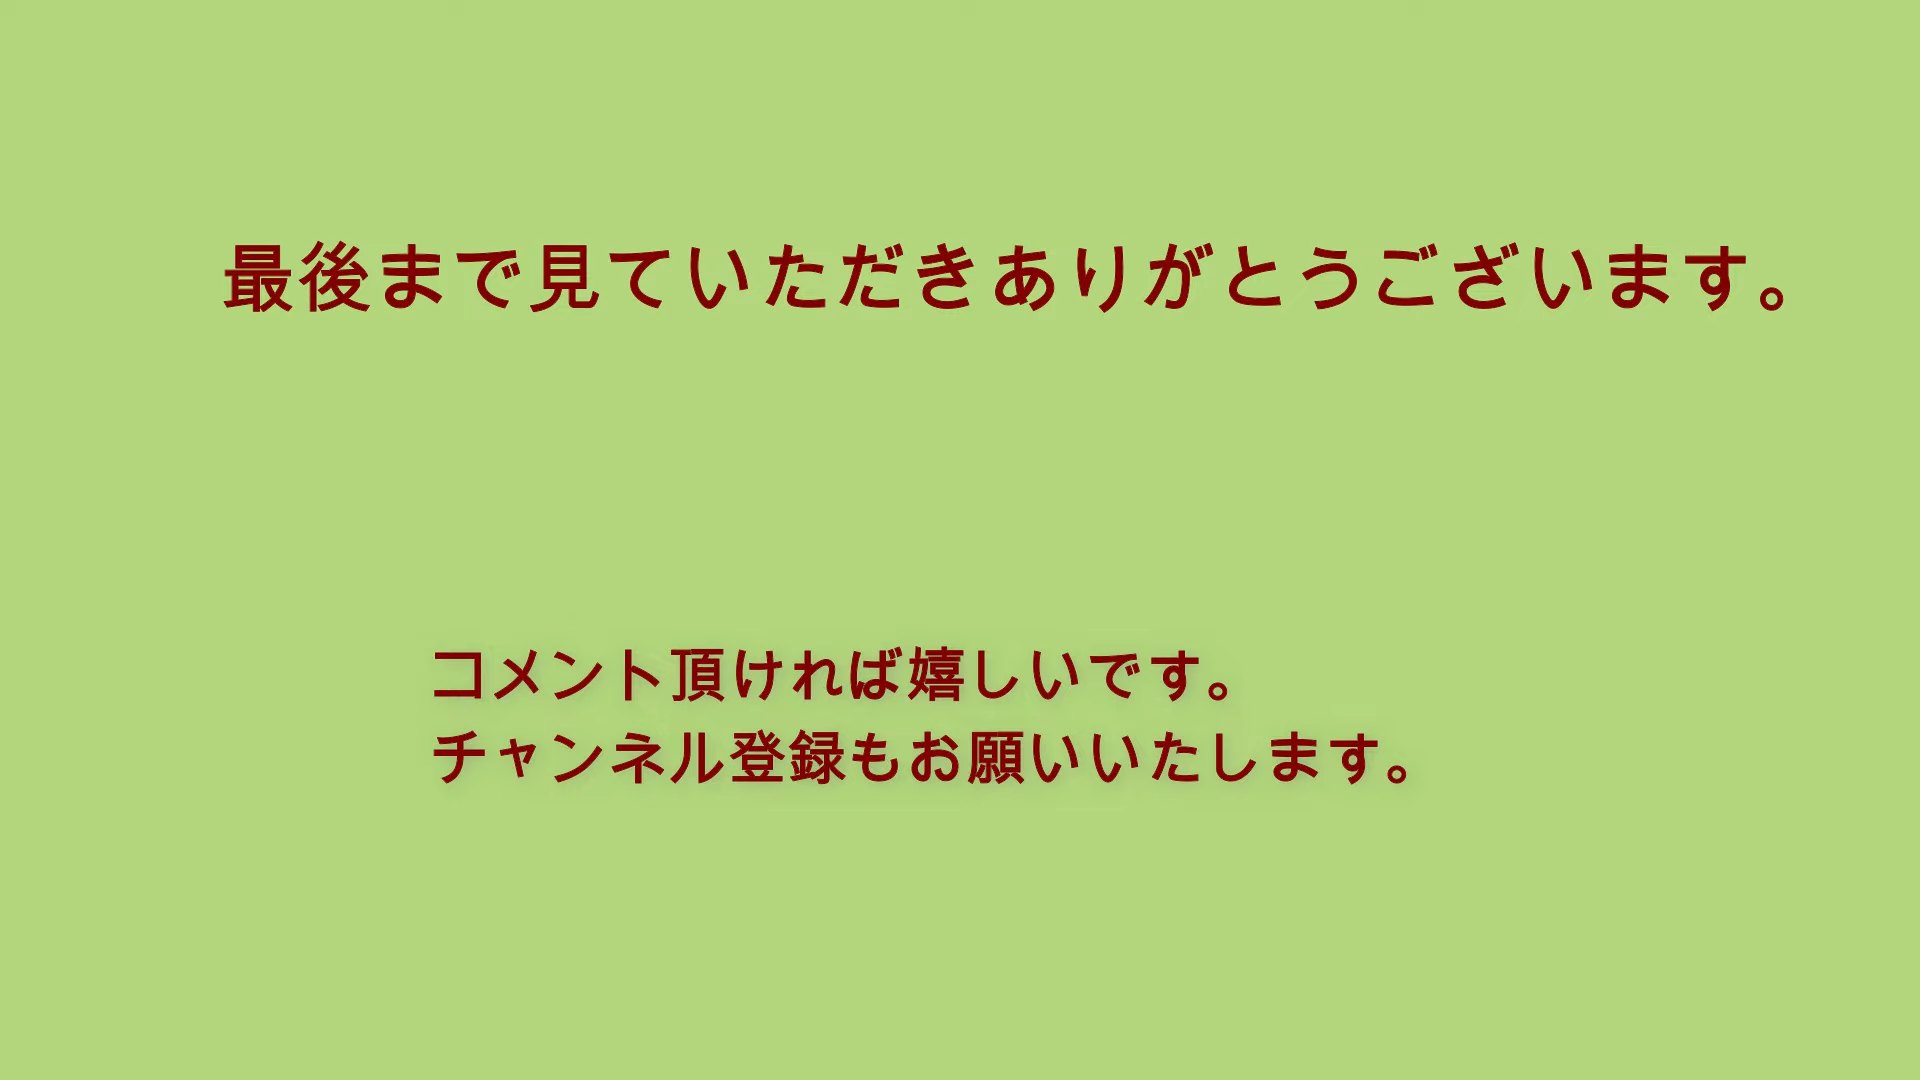 最後まで見ていただきありがとうございます。
コメント頂ければ嬉しいです。
チャンネル登録もお願いいたします。